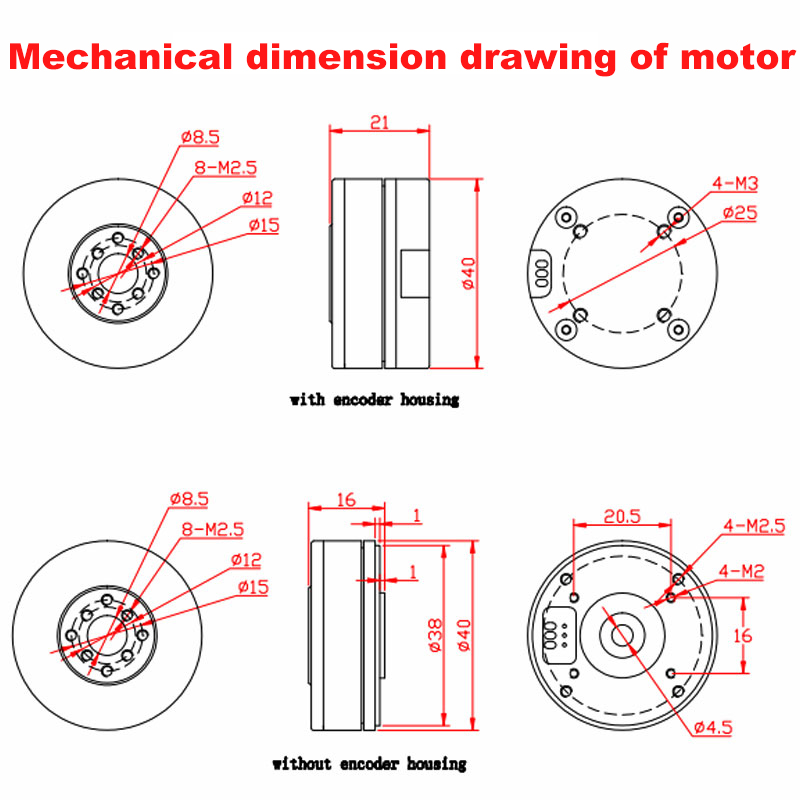 Mechanical dimension drawing of motor
ø8.5
8-M2.5
ø12
ø15
21
ø40
4-M3
ø25
with encoder housing
ø8.5
8-M2.5
ø12
ø15
16
1
1
ø38
ø40
20.5
4-M2.5
4-M2
16
ø4.5
without encoder housing